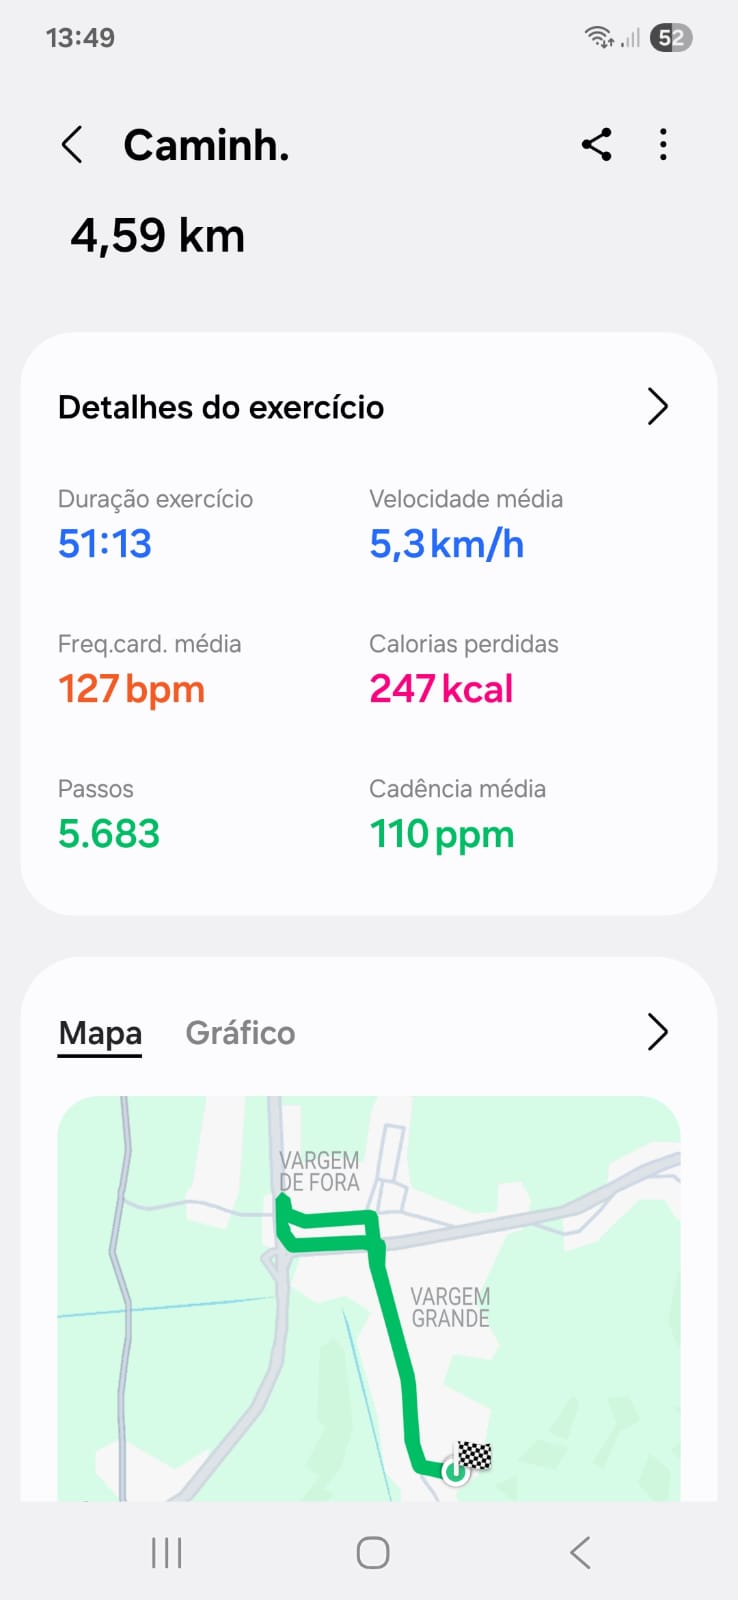 13:49
52
Caminh.
4,59 km
Detalhes do exercício
Duração exercício
Velocidade média
51:13
5,3 km/h
Freq.card. média
Calorias perdidas
127 bpm
247 kcal
Passos
Cadência média
5.683
110 ppm
Mapa
Gráfico
VARGEM
DE FORA
VARGEM
GRANDE